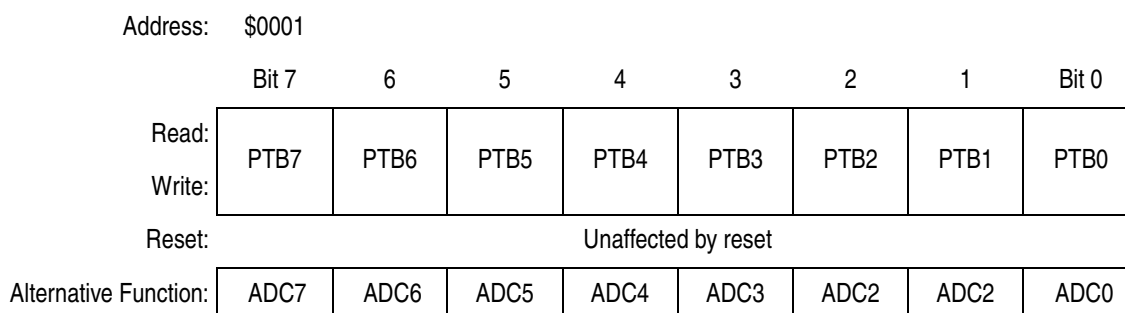 Address: $0001
Bit 7 6 5 4 3 2 1 Bit 0
Read:
PTB7 PTB6 PTB5 PTB4 PTB3 PTB2 PTB1 PTB0
Write:
Reset: Unaffected by reset
Alternative Function: ADC7 ADC6 ADC5 ADC4 ADC3 ADC2 ADC2 ADC0